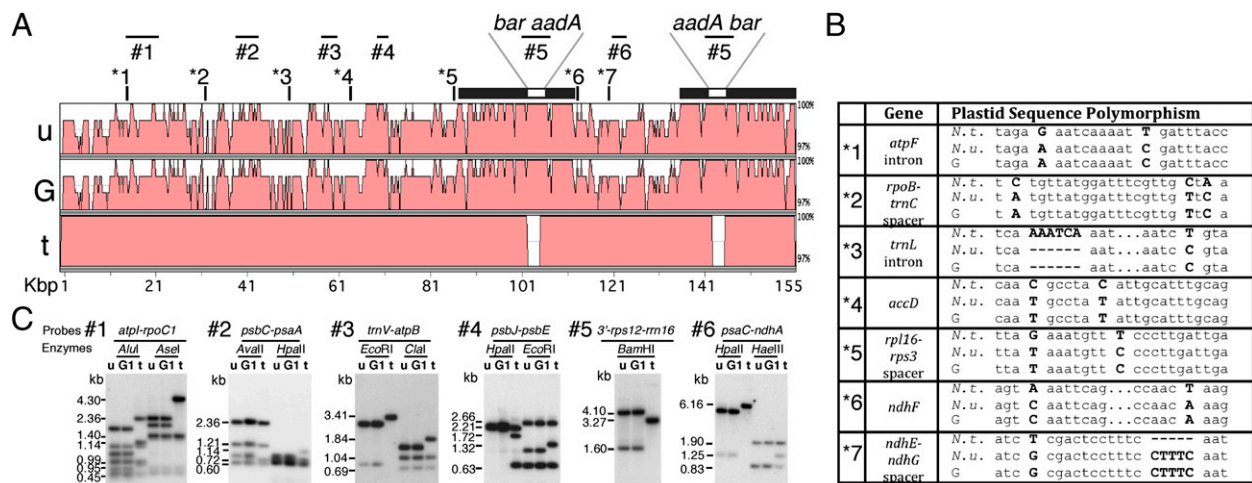 A
bar aadA
aadA bar
#1 #2 #3 #4 #5 #6 #5
*1 *2 *3 *4 *5 *6 *7
u 100% 97%
G 100% 97%
t 100% 97%
Kbp 1 21 41 61 81 101 121 141 155
B
Gene Plastid Sequence Polymorphism
*1 atpF intron
N.t. taga G aatcaaaat T gatttacc
N.u. taga A aatcaaaat C gatttacc
G taga A aatcaaaat C gatttacc
*2 rpoB-trnC spacer
N.t. t C tgttatggatttcgttg CtA a
N.u. t A tgttatggatttcgttg TtC a
G t A tgttatggatttcgttg TtC a
*3 trnL intron
N.t. tca AAATCA aat...aatc T gta
N.u. tca ------ aat...aatc C gta
G tca ------ aat...aatc C gta
*4 accD
N.t. caa C gccta C attgcatttgcag
N.u. caa T gccta T attgcatttgcag
G caa T gccta T attgcatttgcag
*5 rpl16-rps3 spacer
N.t. tta G aaatgtt T cccttgattga
N.u. tta T aaatgtt C cccttgattga
G tta T aaatgtt C cccttgattga
*6 ndhF
N.t. agt A aattcag...ccaac T aag
N.u. agt C aattcag...ccaac A aag
G agt C aattcag...ccaac A aag
*7 ndhE-ndhG spacer
N.t. atc T cgactcctttc ----- aat
N.u. atc G cgactcctttc CTTTC aat
G atc G cgactcctttc CTTTC aat
C
Probes #1 atpI-rpoC1 #2 psbC-psaA #3 trnV-atpB #4 psbJ-psbE #5 3'-rps12-rrn16 #6 psaC-ndhA
Enzymes AluI AseI AvaII HpaII EcoRI ClaI HpaII EcoRI BamHI HpaII HaeIII
u G1 t u G1 t u G1 t u G1 t u G1 t u G1 t u G1 t u G1 t u G1 t u G1 t u G1 t
kb kb kb kb kb kb
4.30
2.36
1.40
1.14
0.99
0.95
0.45
2.36
1.21
1.14
0.72
0.60
3.41
1.84
1.04
0.69
2.66
2.21
1.90
1.32
0.63
4.10
3.27
1.60
6.16
1.90
1.25
0.83